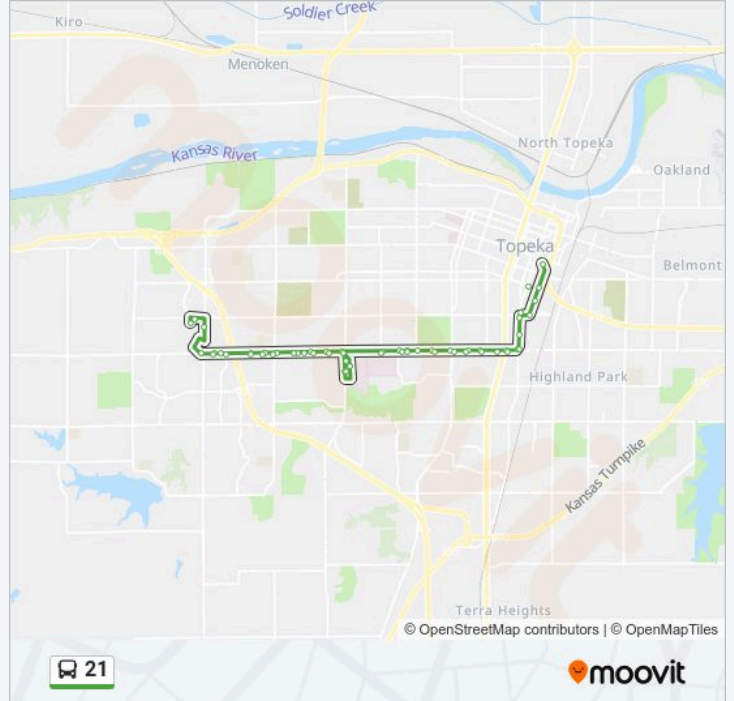 Soldier Creek
Kiro
Menoken
North Topeka
Kansas River
Oakland
Topeka
Belmont
Highland Park
Kansas Turnpike
Terra Heights
© OpenStreetMap contributors | © OpenMapTiles
21
moovit